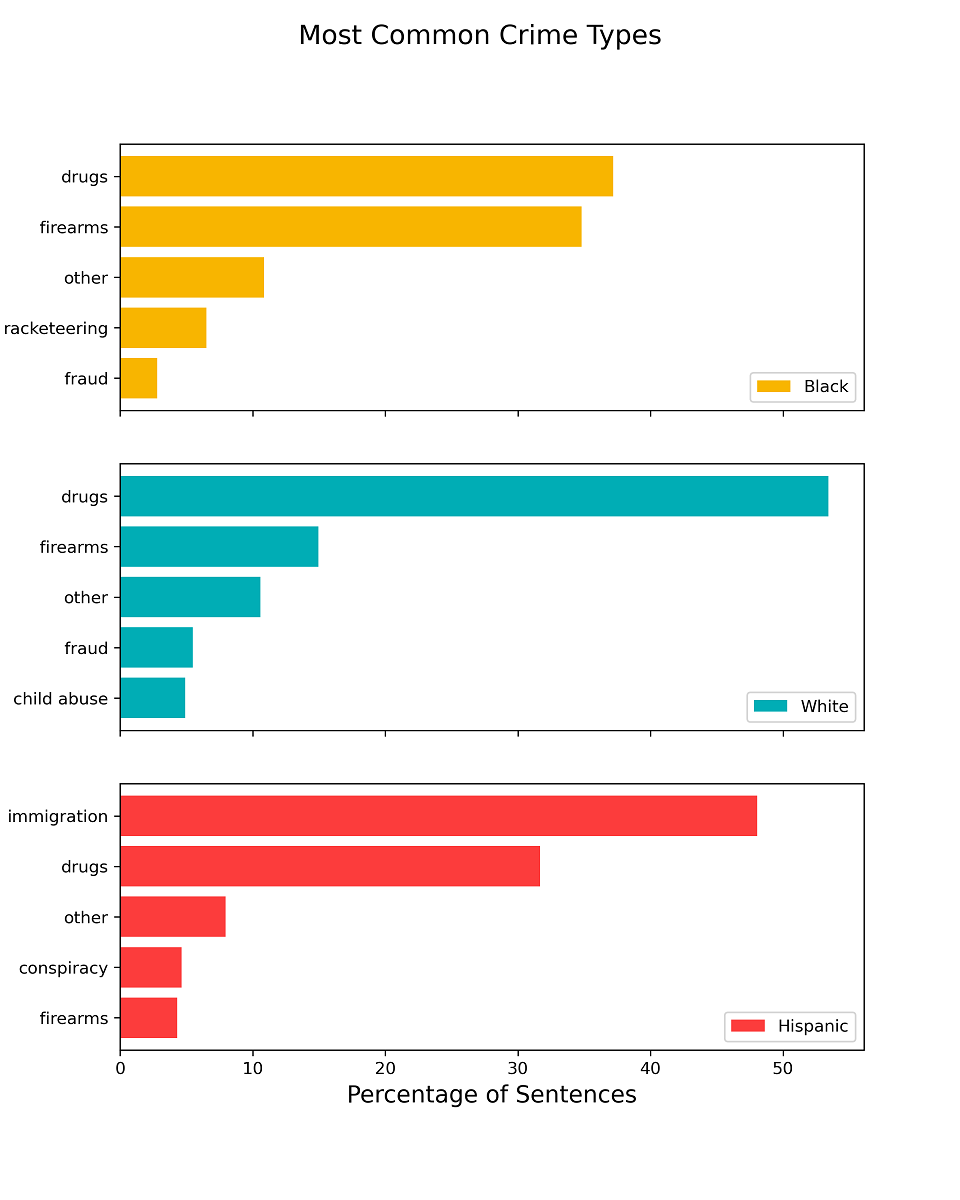 Most Common Crime Types
drugs
firearms
other
racketeering
fraud
Black
drugs
firearms
other
fraud
child abuse
White
immigration
drugs
other
conspiracy
firearms
Hispanic
0 10 20 30 40 50
Percentage of Sentences